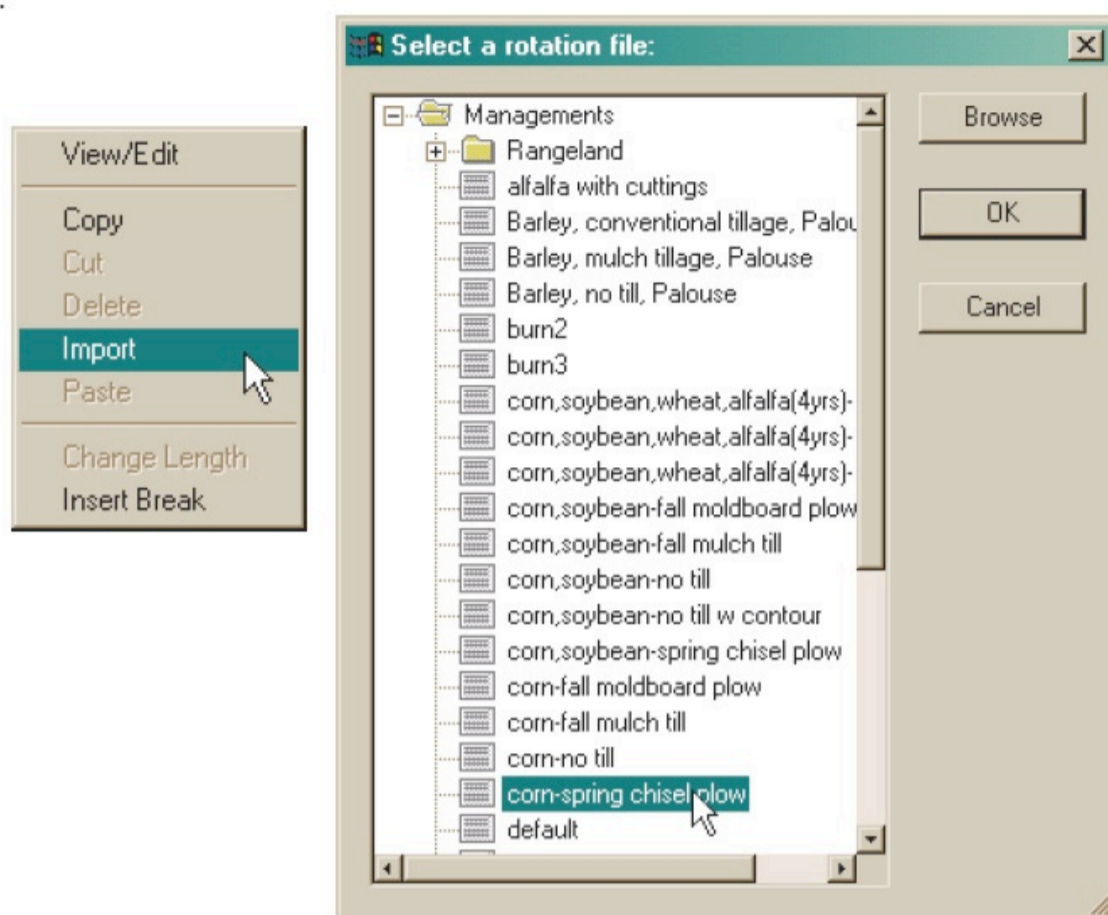 View/Edit
Copy
Cut
Delete
Import
Paste
Change Length
Insert Break
Select a rotation file:
Managements
Rangeland
alfalfa with cuttings
Barley, conventional tillage, Palou
Barley, mulch tillage, Palouse
Barley, no till, Palouse
burn2
burn3
corn,soybean,wheat,alfalfa(4yrs)-
corn,soybean,wheat,alfalfa(4yrs)-
corn,soybean,wheat,alfalfa(4yrs)-
corn,soybean-fall moldboard plow
corn,soybean-fall mulch till
corn,soybean-no till
corn,soybean-no till w contour
corn,soybean-spring chisel plow
corn-fall moldboard plow
corn-fall mulch till
corn-no till
corn-spring chisel plow
default
Browse
OK
Cancel